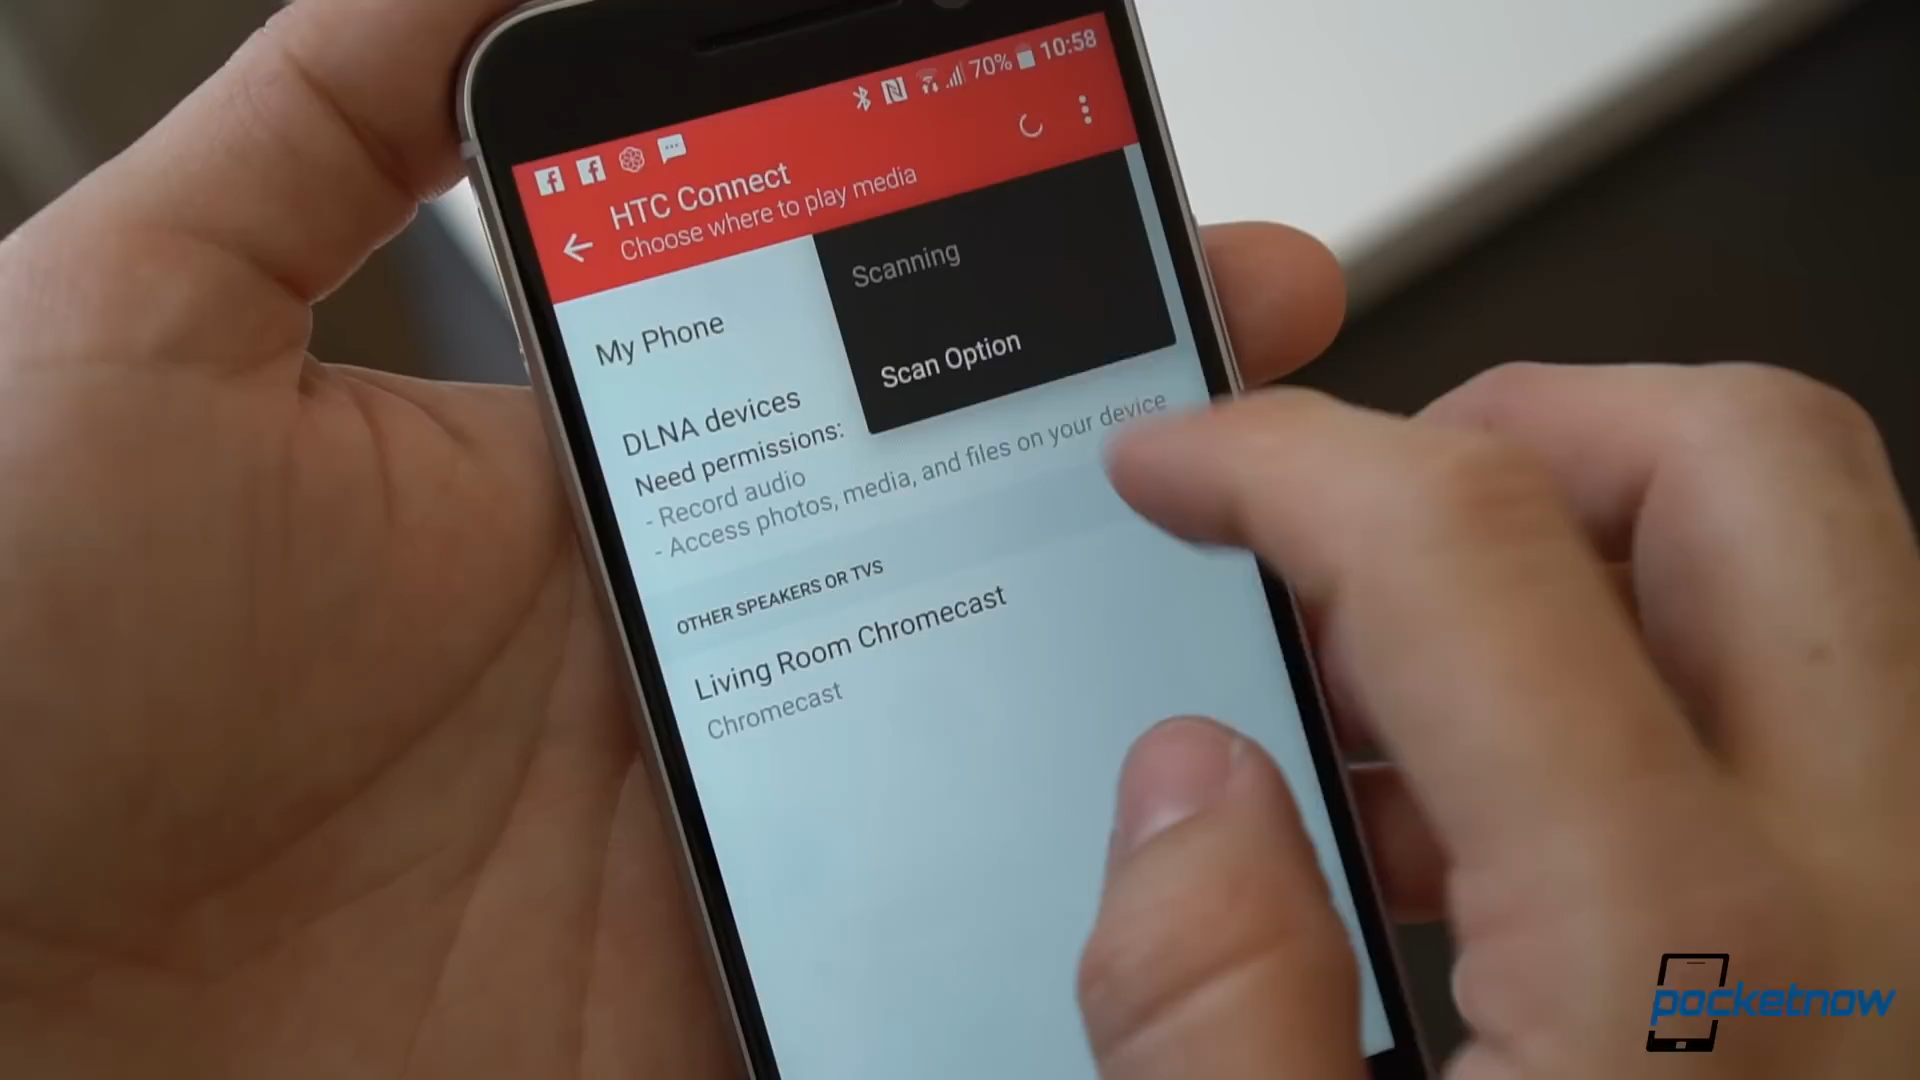 70% 10:58
HTC Connect
Choose where to play media
Scanning
Scan Option
My Phone
DLNA devices
Need permissions:
- Record audio
- Access photos, media, and files on your device
OTHER SPEAKERS OR TVS
Living Room Chromecast
Chromecast
pocketnow